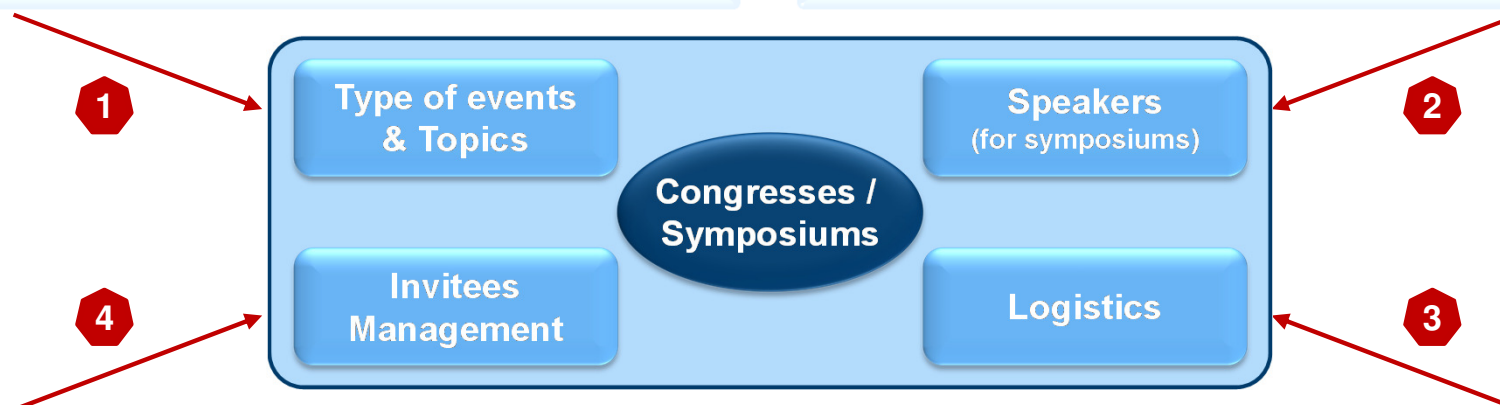 1
Type of events
& Topics
Speakers
(for symposiums)
2
Congresses /
Symposiums
4
Invitees
Management
Logistics
3